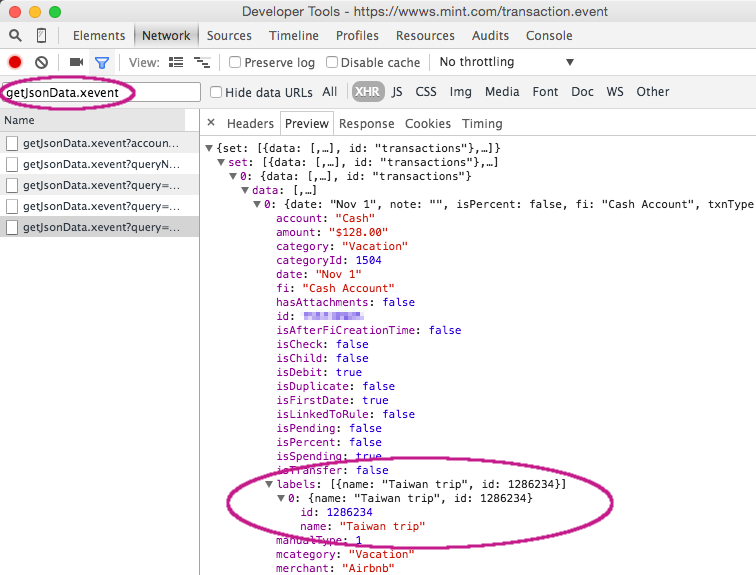 Developer Tools - https://wwws.mint.com/transaction.event
Elements Network Sources Timeline Profiles Resources Audits Console
View: Preserve log Disable cache No throttling
getJsonData.xevent Hide data URLs All XHR JS CSS Img Media Font Doc WS Other
Name
× Headers Preview Response Cookies Timing
getJsonData.xevent?accoun...
getJsonData.xevent?queryN...
getJsonData.xevent?query=...
getJsonData.xevent?query=...
getJsonData.xevent?query=...
{set: [{data: [,…], id: "transactions"},…]}
set: [{data: [,…], id: "transactions"},…]
0: {data: [,…], id: "transactions"}
data: [,…]
0: {date: "Nov 1", note: "", isPercent: false, fi: "Cash Account", txnType
account: "Cash"
amount: "$128.00"
category: "Vacation"
categoryId: 1504
date: "Nov 1"
fi: "Cash Account"
hasAttachments: false
id:
isAfterFiCreationTime: false
isCheck: false
isChild: false
isDebit: true
isDuplicate: false
isFirstDate: true
isLinkedToRule: false
isPending: false
isPercent: false
isSpending: true
isTransfer: false
labels: [{name: "Taiwan trip", id: 1286234}]
0: {name: "Taiwan trip", id: 1286234}
id: 1286234
name: "Taiwan trip"
manualType: 1
mcategory: "Vacation"
merchant: "Airbnb"